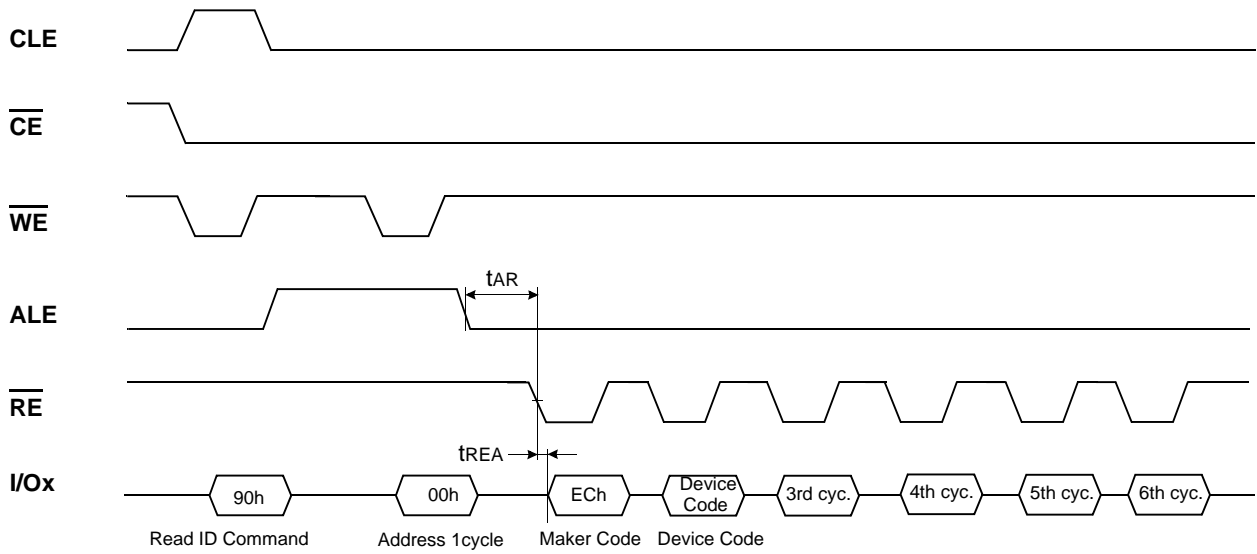 CLE
CE
WE
tAR
ALE
RE
tREA
I/Ox
90h
00h
ECh
Device
Code
3rd cyc.
4th cyc.
5th cyc.
6th cyc.
Read ID Command
Address 1cycle
Maker Code
Device Code